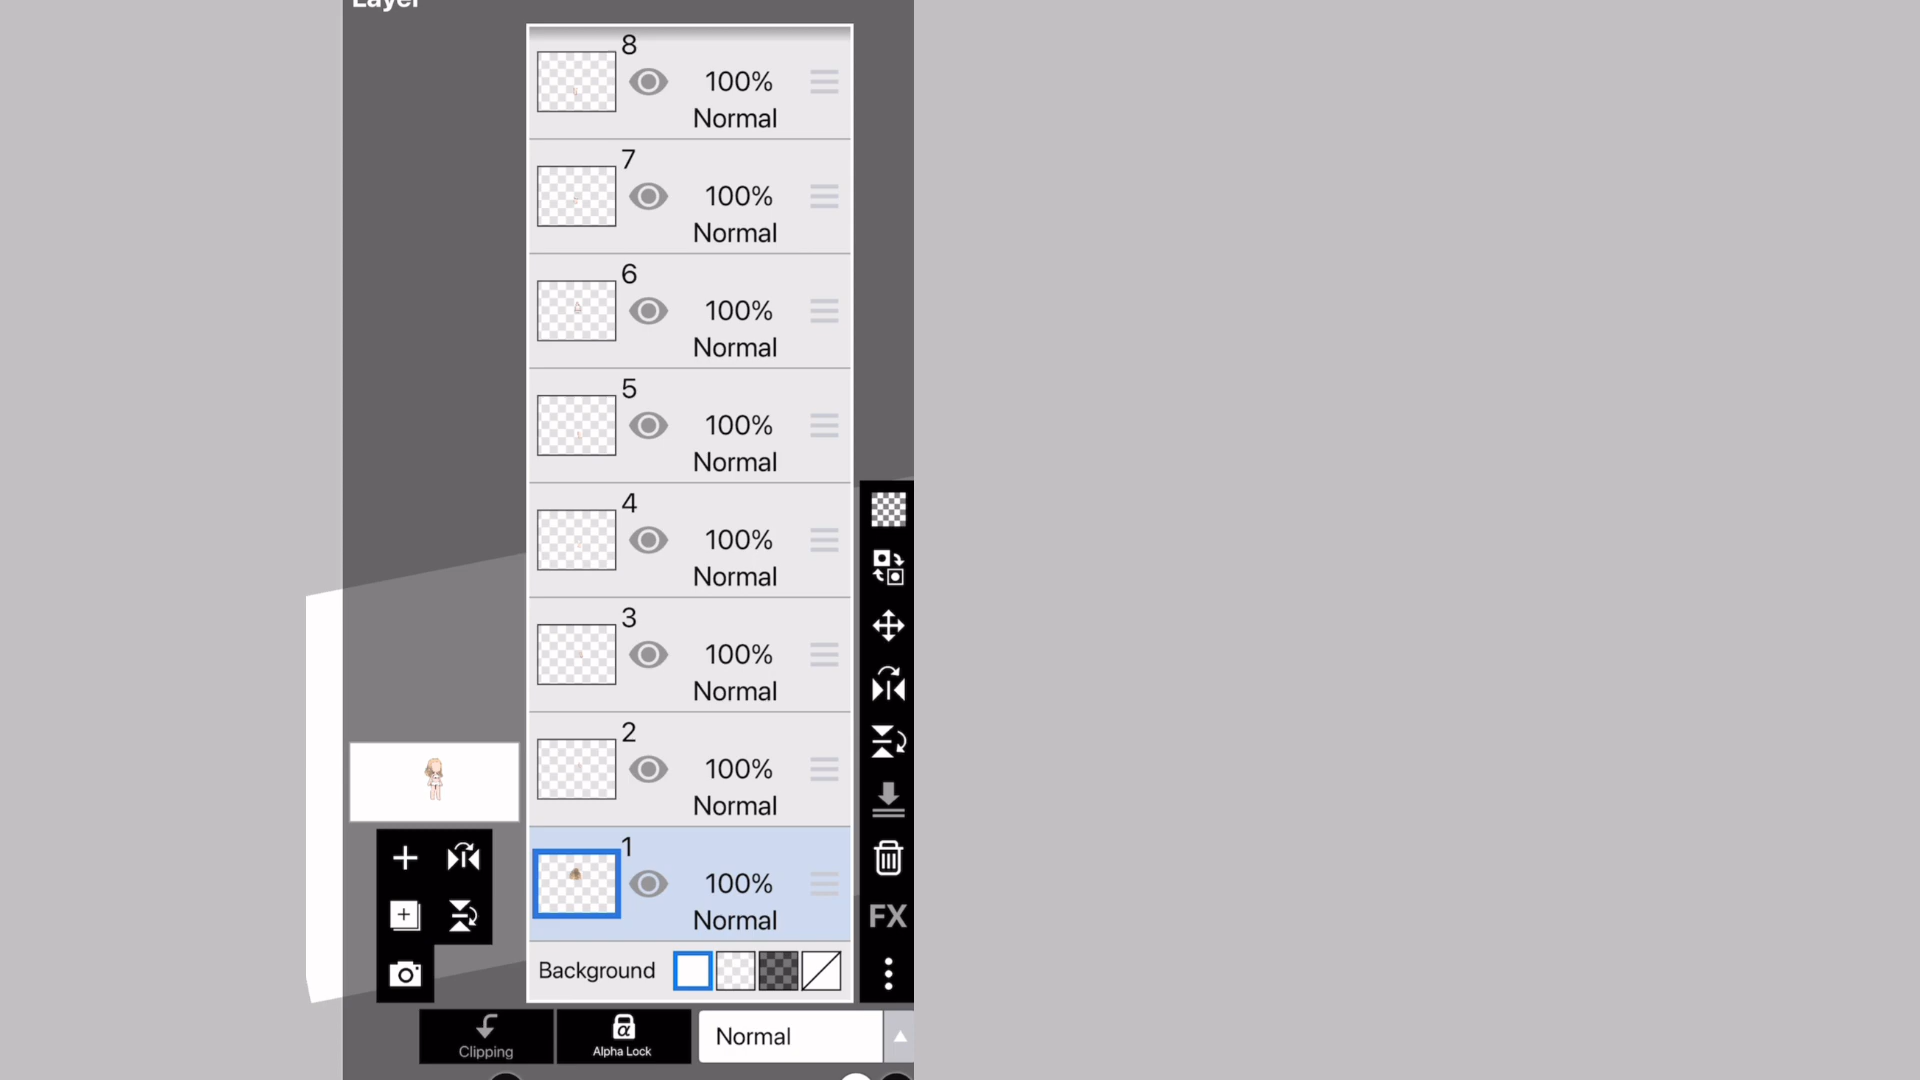 Layer
8
100%
Normal
7
100%
Normal
6
100%
Normal
5
100%
Normal
4
100%
Normal
3
100%
Normal
2
100%
Normal
1
100%
Normal
FX
Background
Clipping
α
Alpha Lock
Normal